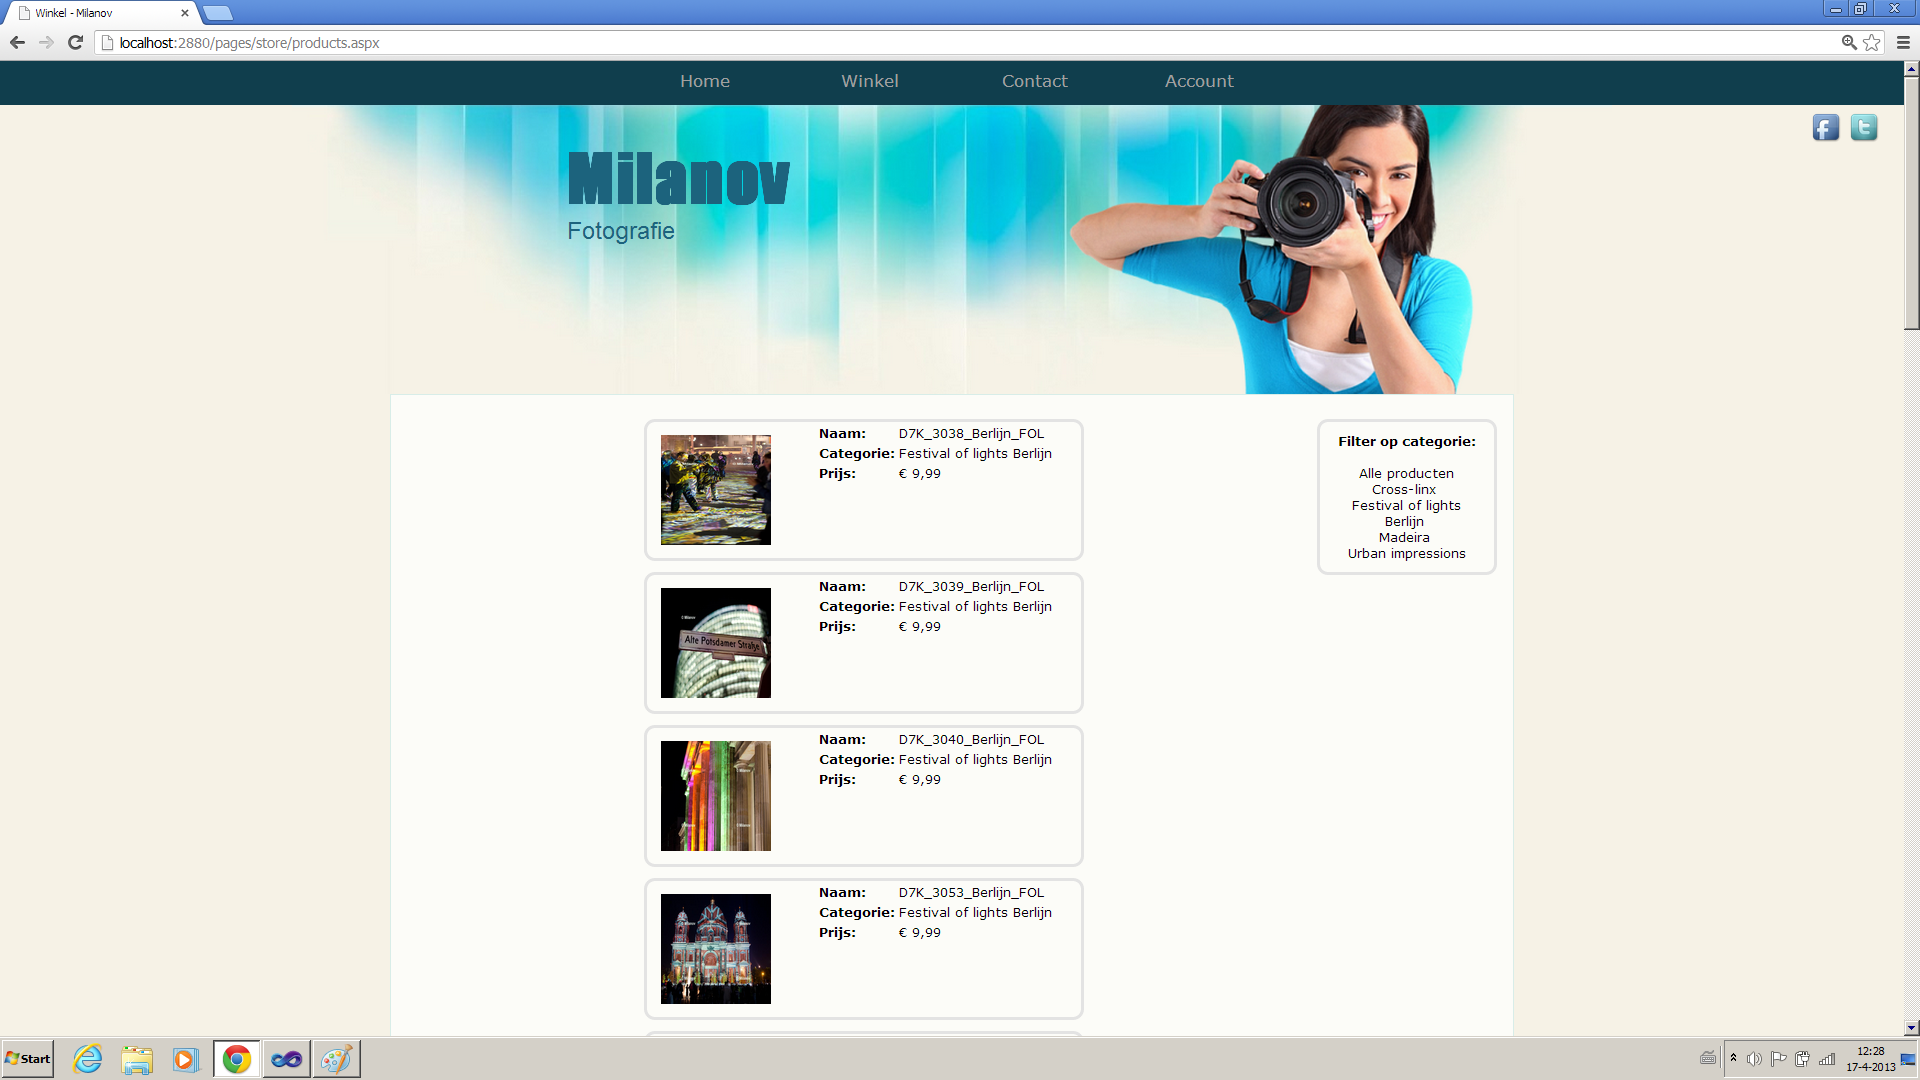 Winkel - Milanov
localhost:2880/pages/store/products.aspx
Home Winkel Contact Account
Milanov
Fotografie
Naam: D7K_3038_Berlijn_FOL
Categorie: Festival of lights Berlijn
Prijs: € 9,99
Filter op categorie:
Alle producten
Cross-linx
Festival of lights
Berlijn
Madeira
Urban impressions
Alte Potsdamer Straße
Naam: D7K_3039_Berlijn_FOL
Categorie: Festival of lights Berlijn
Prijs: € 9,99
Naam: D7K_3040_Berlijn_FOL
Categorie: Festival of lights Berlijn
Prijs: € 9,99
Naam: D7K_3053_Berlijn_FOL
Categorie: Festival of lights Berlijn
Prijs: € 9,99
Start
12:28
17-4-2013